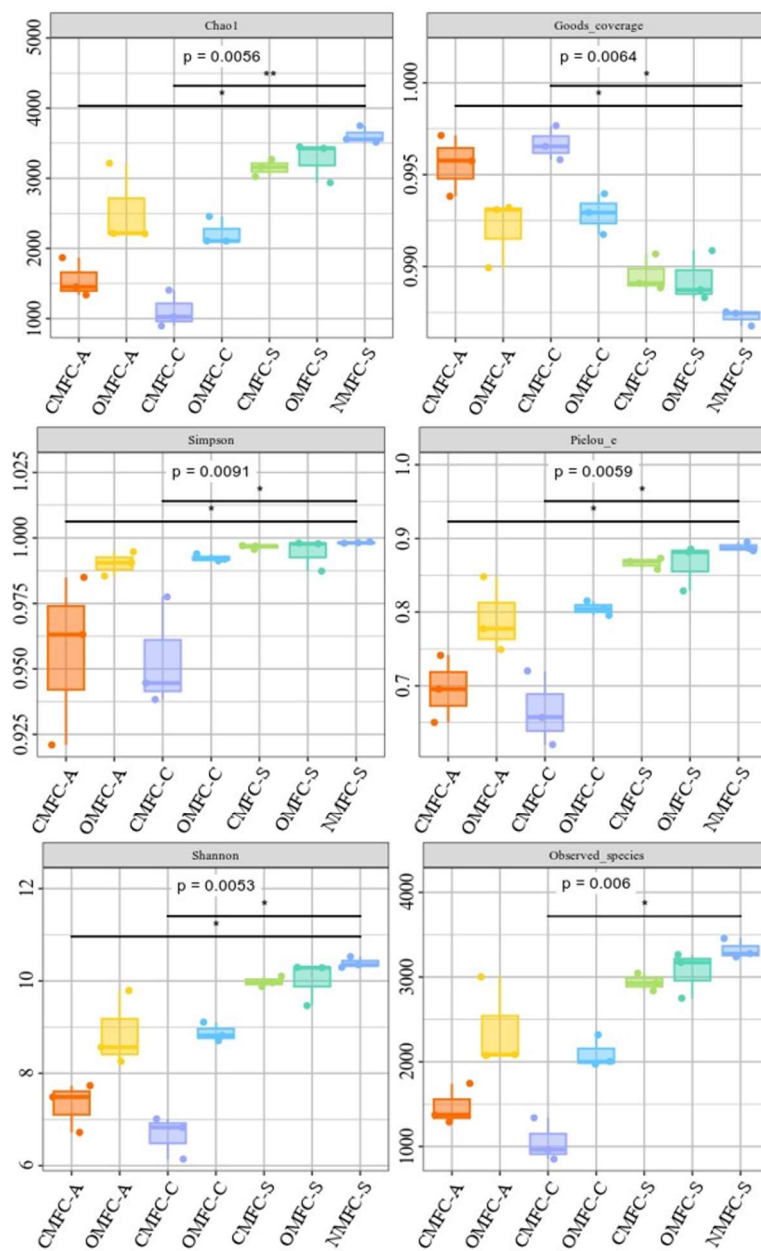 Chao1
5000
4000
3000
2000
1000
p = 0.0056
**
*
CMFC-A
OMFC-A
CMFC-C
OMFC-C
CMFC-S
OMFC-S
NMFC-S
Goods_coverage
1.000
0.995
0.990
p = 0.0064
*
*
CMFC-A
OMFC-A
CMFC-C
OMFC-C
CMFC-S
OMFC-S
NMFC-S
Simpson
1.025
1.000
0.975
0.950
0.925
p = 0.0091
*
*
CMFC-A
OMFC-A
CMFC-C
OMFC-C
CMFC-S
OMFC-S
NMFC-S
Pielou_e
1.0
0.9
0.8
0.7
p = 0.0059
*
*
CMFC-A
OMFC-A
CMFC-C
OMFC-C
CMFC-S
OMFC-S
NMFC-S
Shannon
12
10
8
6
p = 0.0053
*
*
CMFC-A
OMFC-A
CMFC-C
OMFC-C
CMFC-S
OMFC-S
NMFC-S
Observed_species
4000
3000
2000
1000
p = 0.006
*
CMFC-A
OMFC-A
CMFC-C
OMFC-C
CMFC-S
OMFC-S
NMFC-S